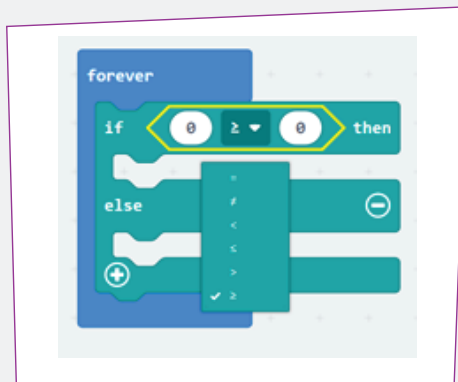 forever
if 0 ≥ 0 then
=
≠
<
else
≤
>
✓ ≥